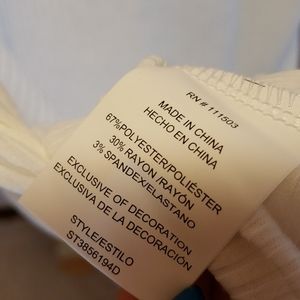 RN # 111503
MADE IN CHINA
HECHO EN CHINA
67%POLYESTER/POLIÉSTER
30% RAYON /RAYÓN
3% SPANDEX/ELASTANO
EXCLUSIVE OF DECORATION
EXCLUSIVA DE LA DECORACIÓN
STYLE/ESTILO
ST3856194D